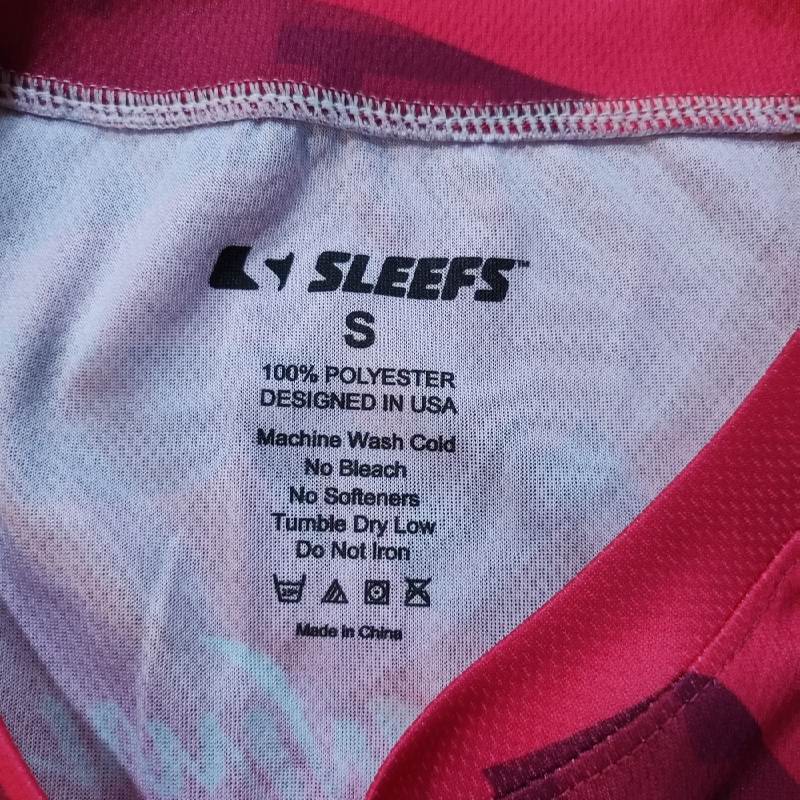 SLEEFS™
S
100% POLYESTER
DESIGNED IN USA
Machine Wash Cold
No Bleach
No Softeners
Tumble Dry Low
Do Not Iron
Made in China